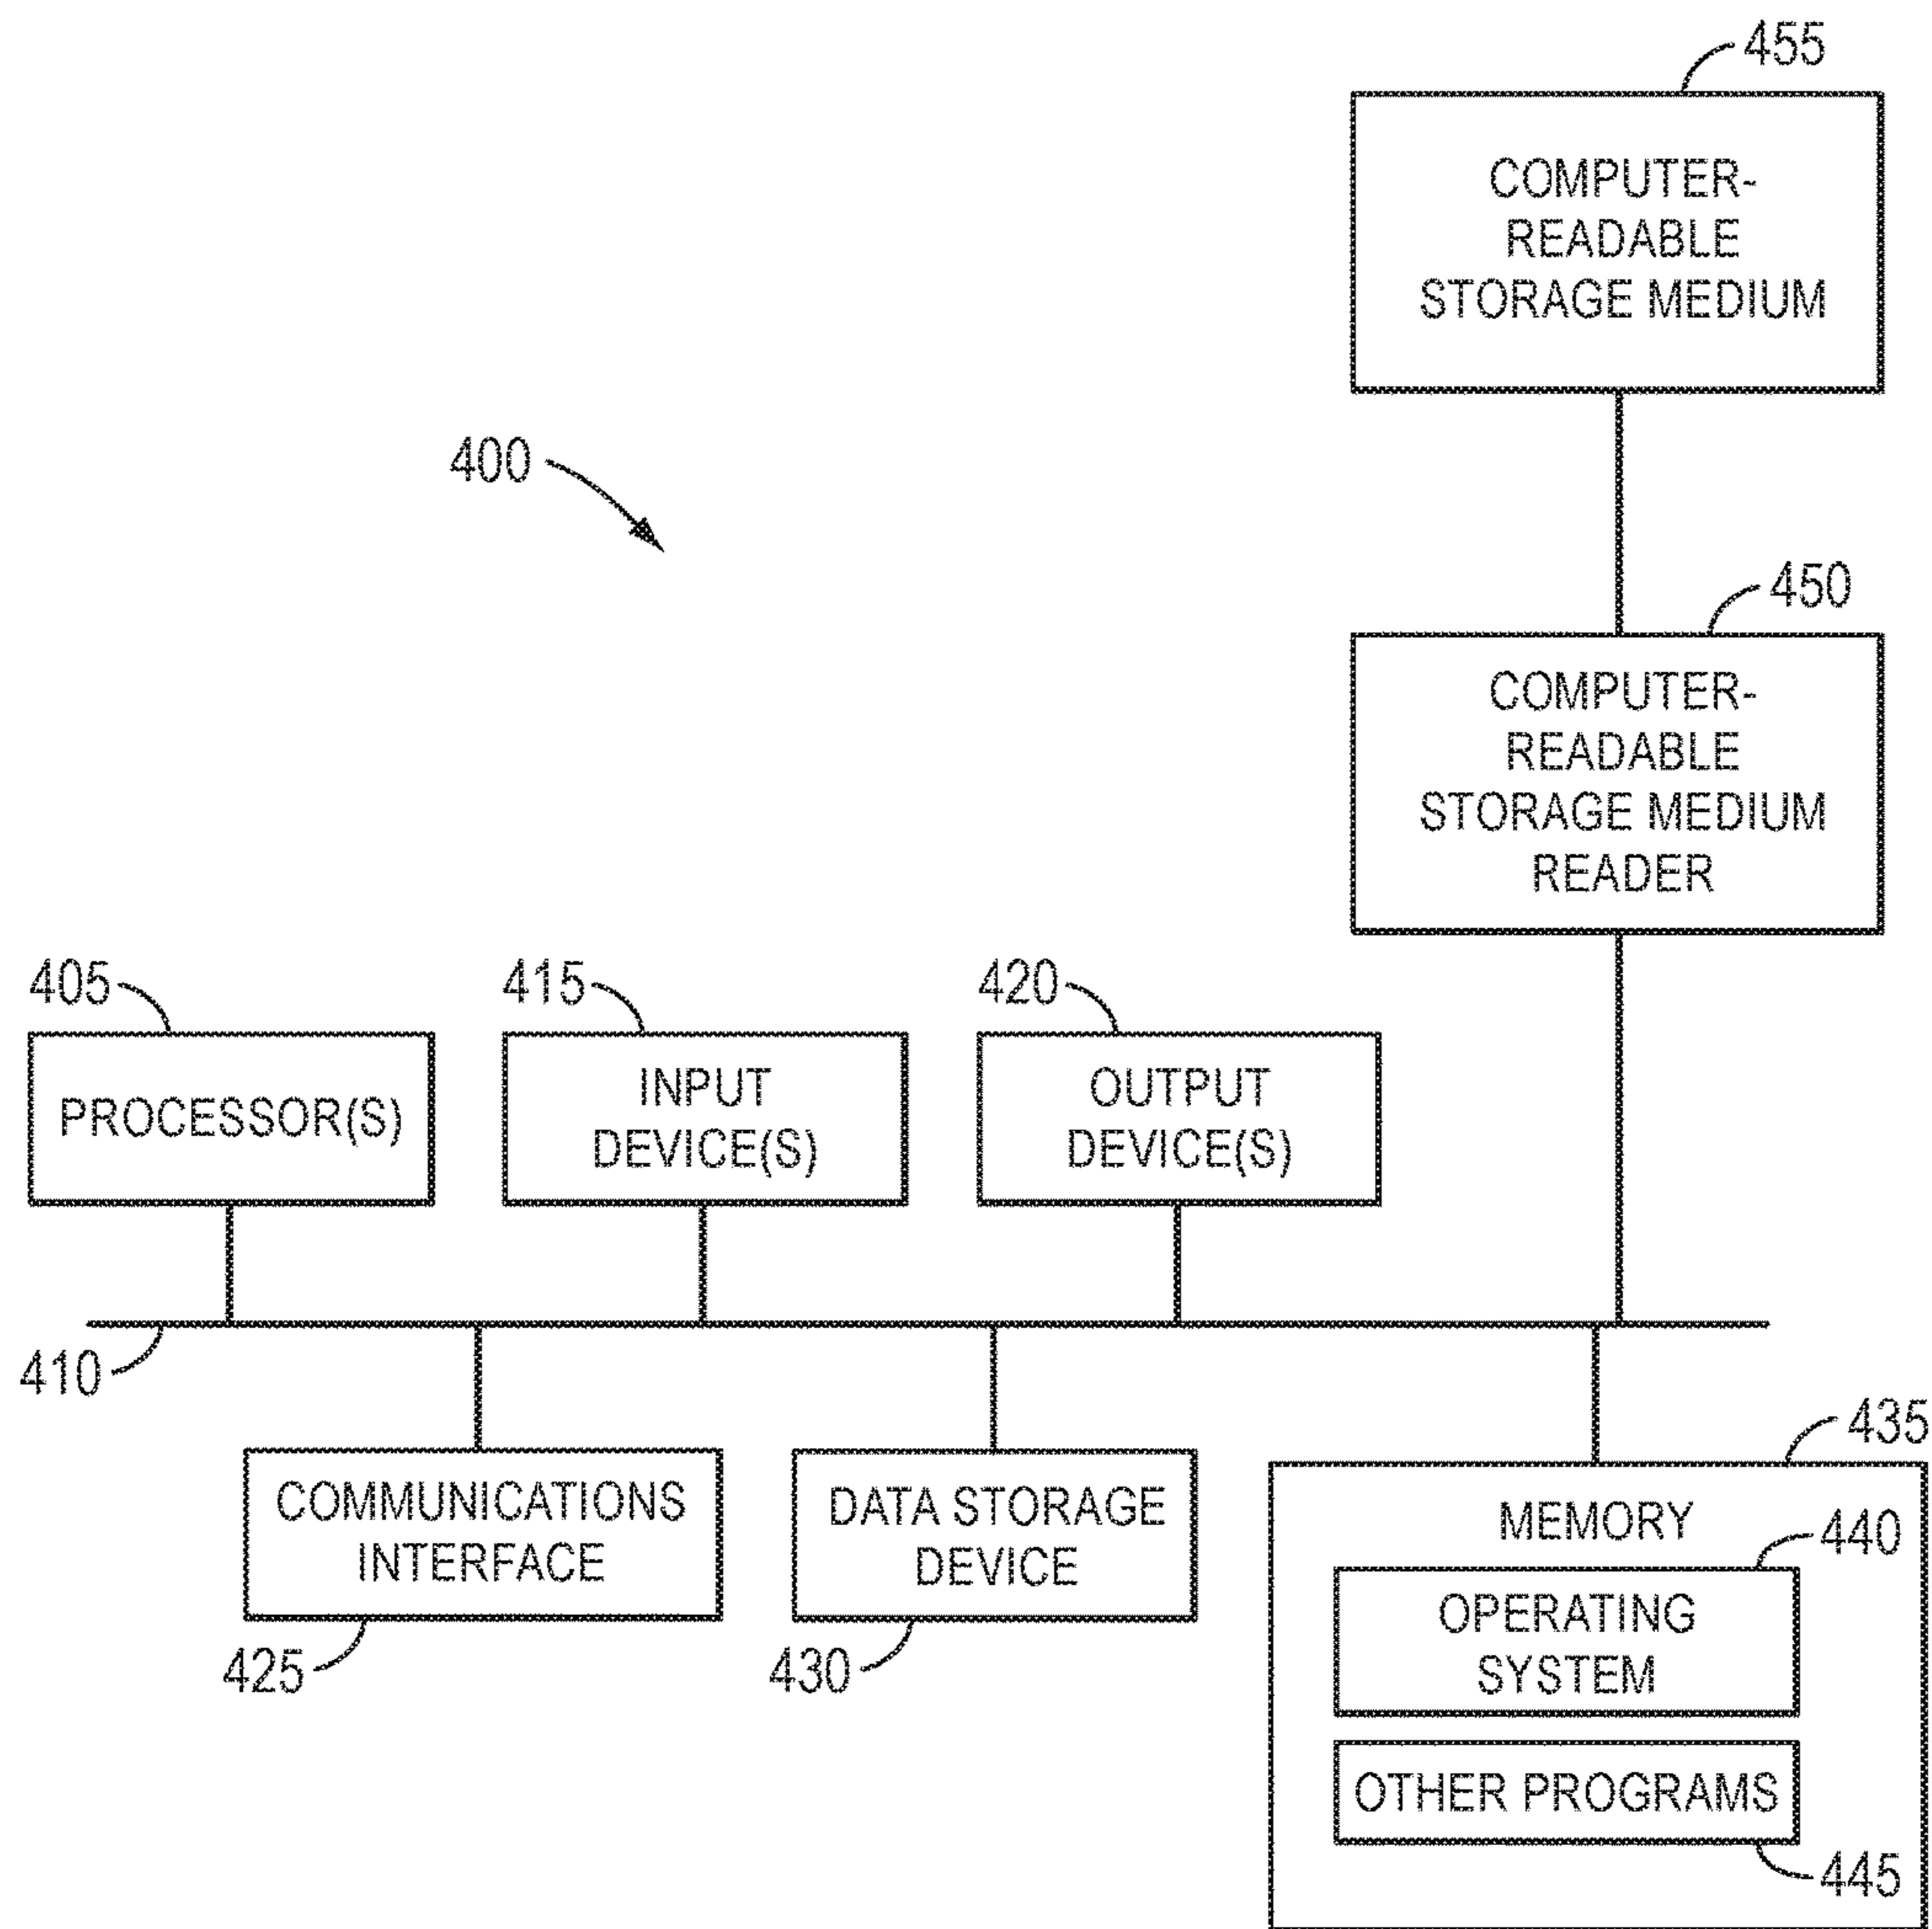 455
COMPUTER-
READABLE
STORAGE MEDIUM
400
450
COMPUTER-
READABLE
STORAGE MEDIUM
READER
405
PROCESSOR(S)
415
INPUT
DEVICE(S)
420
OUTPUT
DEVICE(S)
410
COMMUNICATIONS
INTERFACE
425
DATA STORAGE
DEVICE
430
435
MEMORY
440
OPERATING
SYSTEM
OTHER PROGRAMS
445